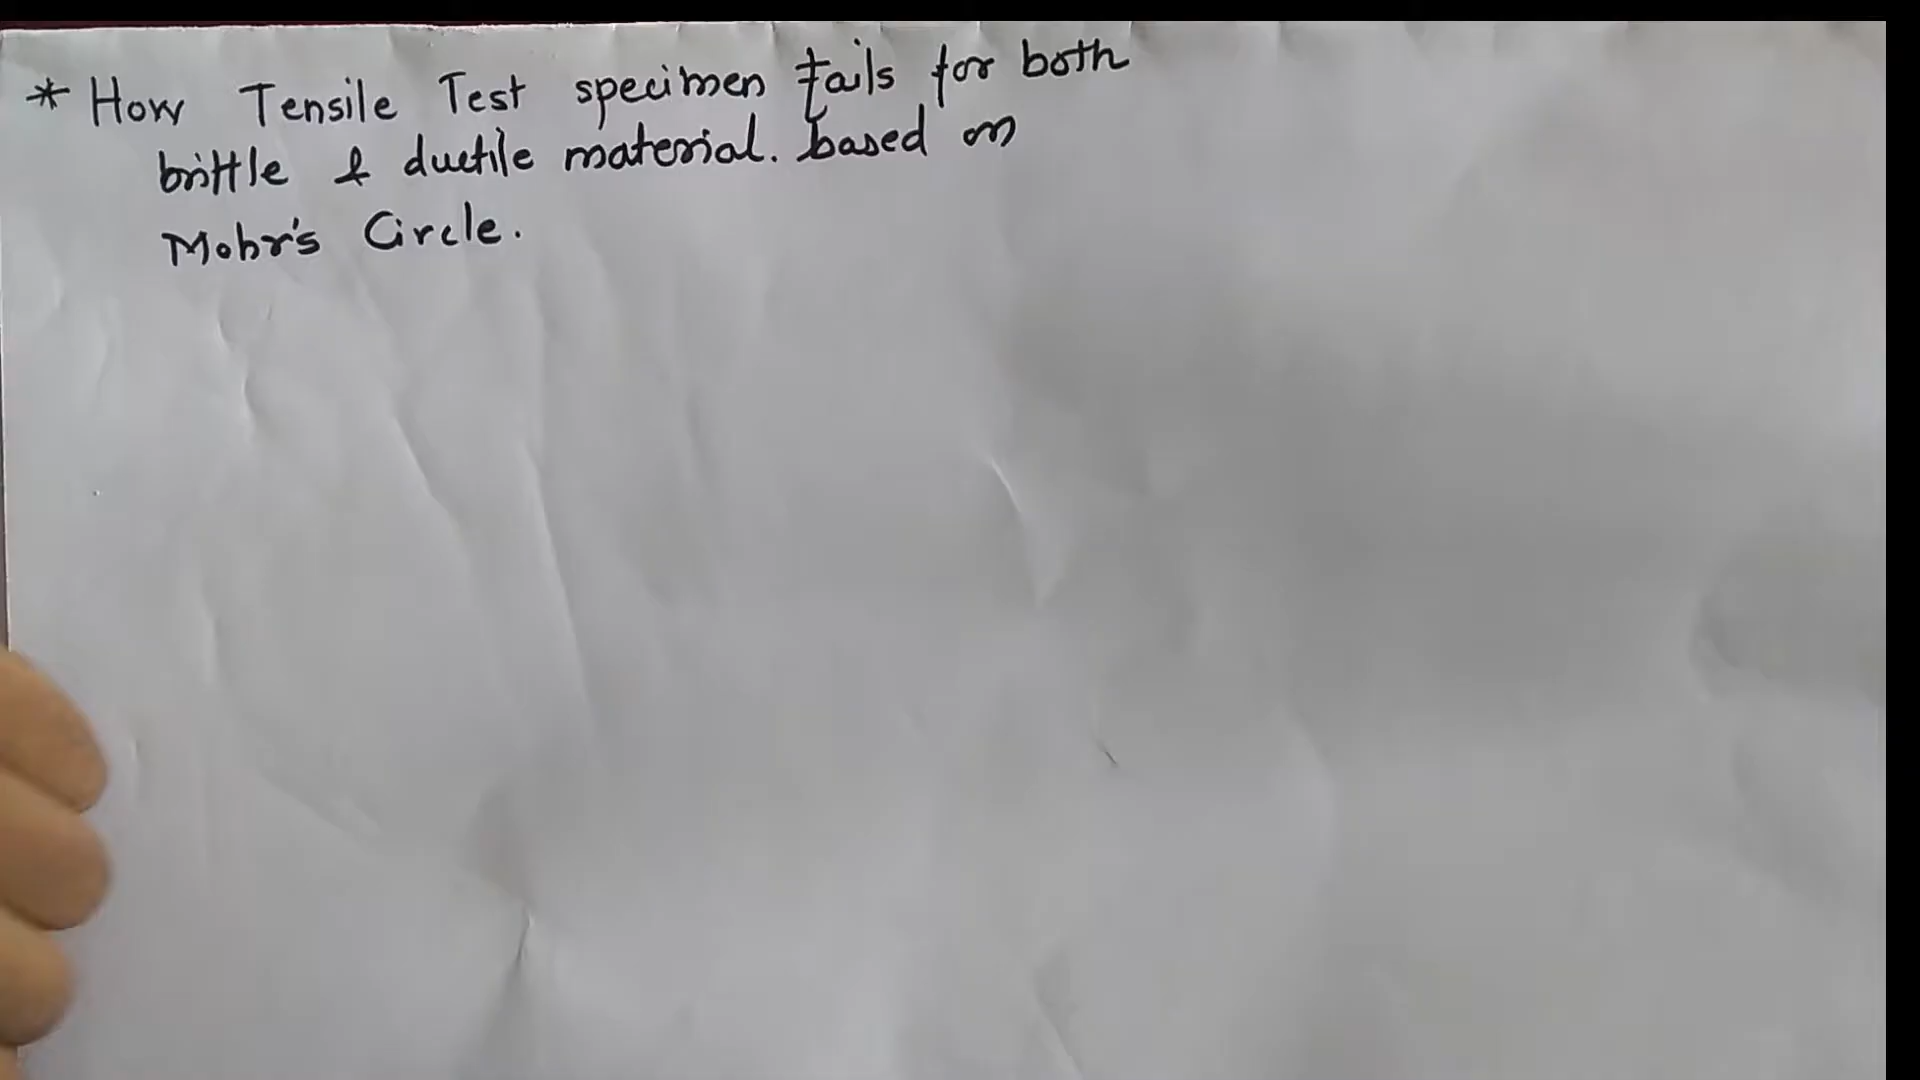 * How Tensile Test specimen fails for both
brittle & ductile material. based on
Mohr's Circle.